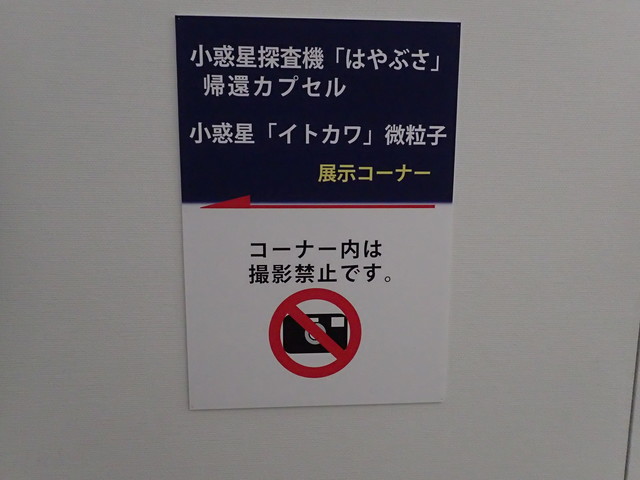 小惑星探査機「はやぶさ」
帰還カプセル
小惑星「イトカワ」微粒子
展示コーナー
コーナー内は
撮影禁止です。